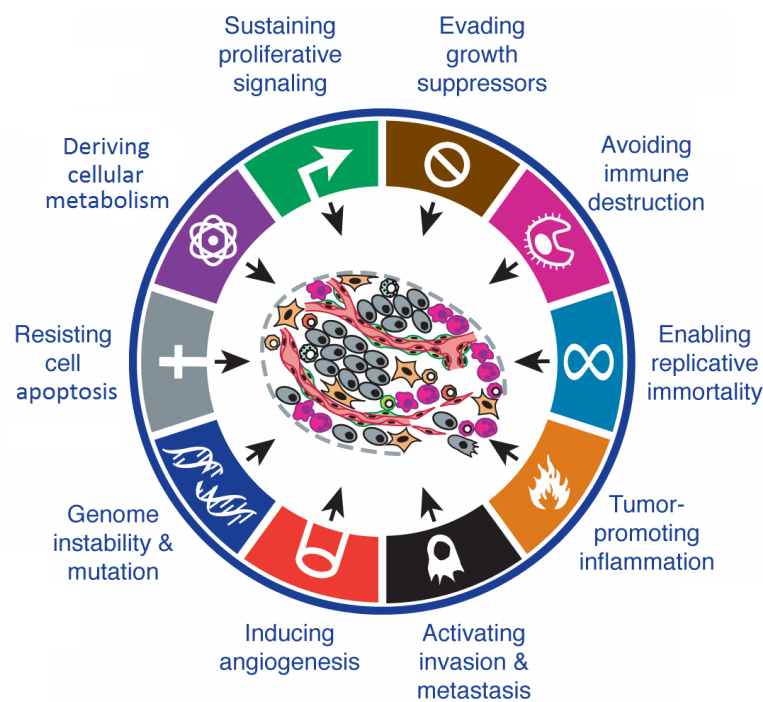 Sustaining
proliferative
signaling
Evading
growth
suppressors
Avoiding
immune
destruction
Enabling
replicative
immortality
Tumor-
promoting
inflammation
Activating
invasion &
metastasis
Inducing
angiogenesis
Genome
instability &
mutation
Resisting
cell
apoptosis
Deriving
cellular
metabolism